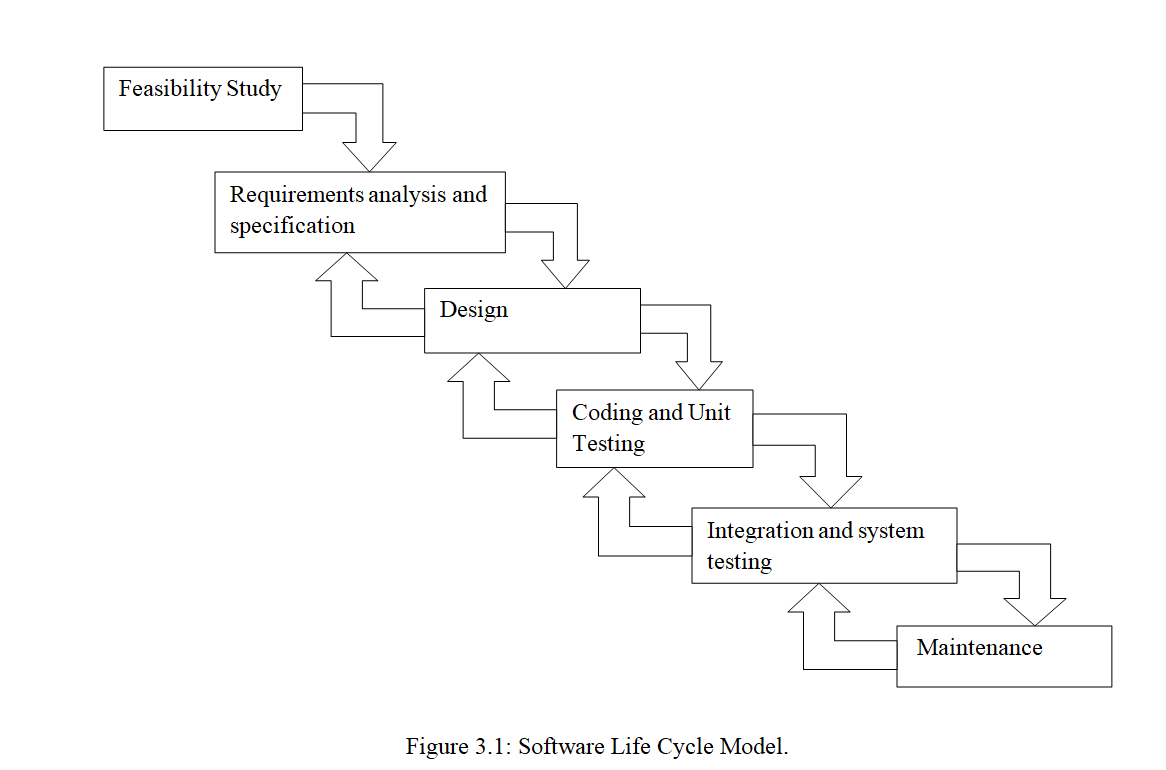 Feasibility Study
Requirements analysis and
specification
Design
Coding and Unit
Testing
Integration and system
testing
Maintenance
Figure 3.1: Software Life Cycle Model.